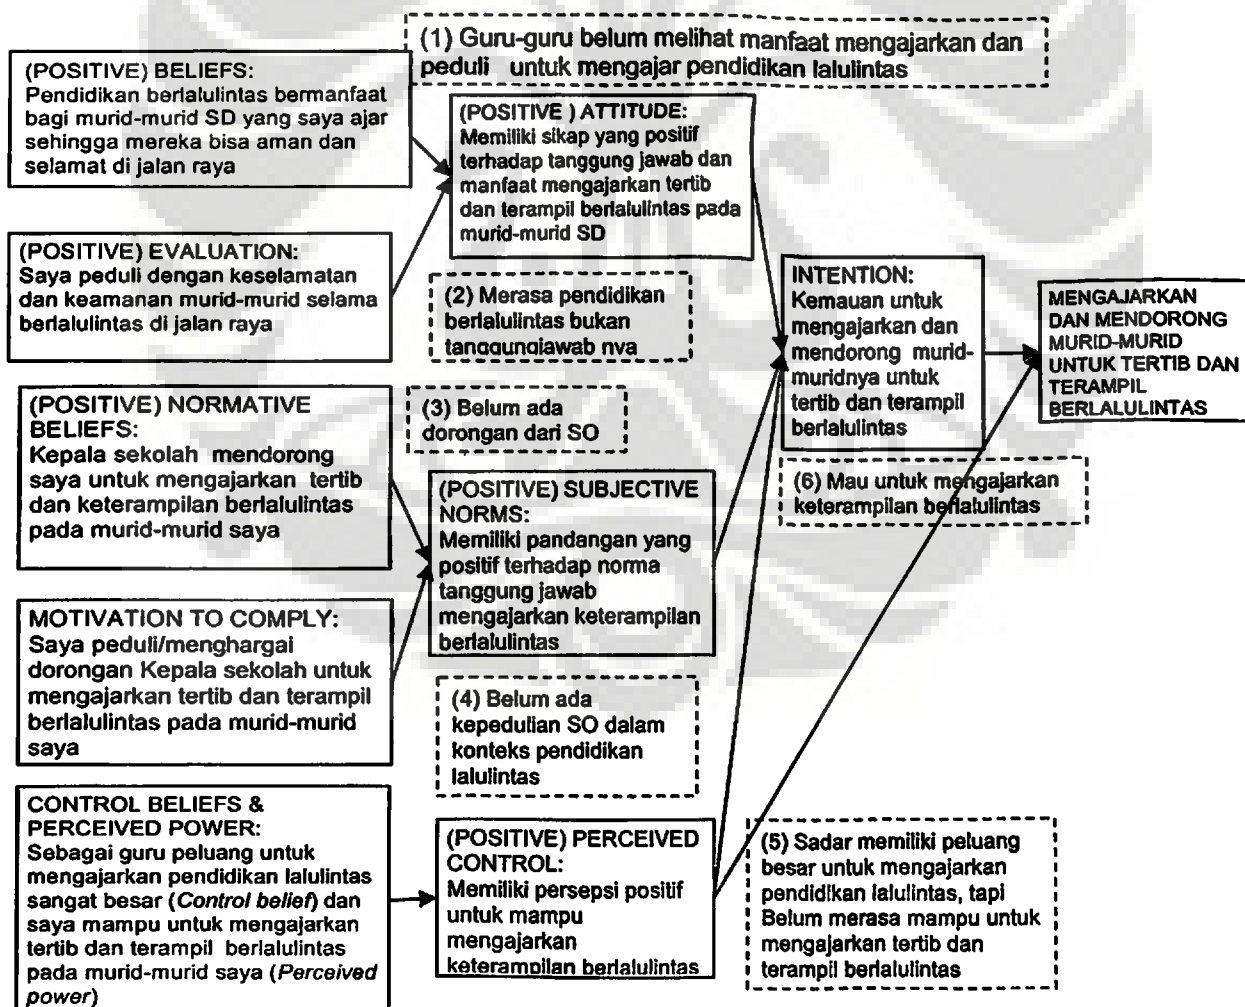 (1) Guru-guru belum melihat manfaat mengajarkan dan
peduli untuk mengajar pendidikan lalulintas
(POSITIVE) BELIEFS:
Pendidikan berlalulintas bermanfaat
bagi murid-murid SD yang saya ajar
sehingga mereka bisa aman dan
selamat di jalan raya
(POSITIVE ) ATTITUDE:
Memiliki sikap yang positif
terhadap tanggung jawab dan
manfaat mengajarkan tertib
dan terampil berlalulintas pada
murid-murid SD
(POSITIVE) EVALUATION:
Saya peduli dengan keselamatan
dan keamanan murid-murid selama
berlalulintas di jalan raya
(2) Merasa pendidikan
berlalulintas bukan
tanggungjawab nya
INTENTION:
Kemauan untuk
mengajarkan dan
mendorong murid-
muridnya untuk
tertib dan terampil
berlalulintas
MENGAJARKAN
DAN MENDORONG
MURID-MURID
UNTUK TERTIB DAN
TERAMPIL
BERLALULINTAS
(POSITIVE) NORMATIVE
BELIEFS:
Kepala sekolah mendorong
saya untuk mengajarkan tertib
dan keterampilan berlalulintas
pada murid-murid saya
(3) Belum ada
dorongan dari SO
(POSITIVE) SUBJECTIVE
NORMS:
Memiliki pandangan yang
positif terhadap norma
tanggung jawab
mengajarkan keterampilan
berlalulintas
(6) Mau untuk mengajarkan
keterampilan berlalulintas
MOTIVATION TO COMPLY:
Saya peduli/menghargai
dorongan Kepala sekolah untuk
mengajarkan tertib dan terampil
berlalulintas pada murid-murid
saya
(4) Belum ada
kepedulian SO dalam
konteks pendidikan
lalulintas
CONTROL BELIEFS &
PERCEIVED POWER:
Sebagai guru peluang untuk
mengajarkan pendidikan lalulintas
sangat besar (Control belief) dan
saya mampu untuk mengajarkan
tertib dan terampil berlalulintas
pada murid-murid saya (Perceived
power)
(POSITIVE) PERCEIVED
CONTROL:
Memiliki persepsi positif
untuk mampu
mengajarkan
keterampilan berlalulintas
(5) Sadar memiliki peluang
besar untuk mengajarkan
pendidikan lalulintas, tapi
Belum merasa mampu untuk
mengajarkan tertib dan
terampil berlalulintas